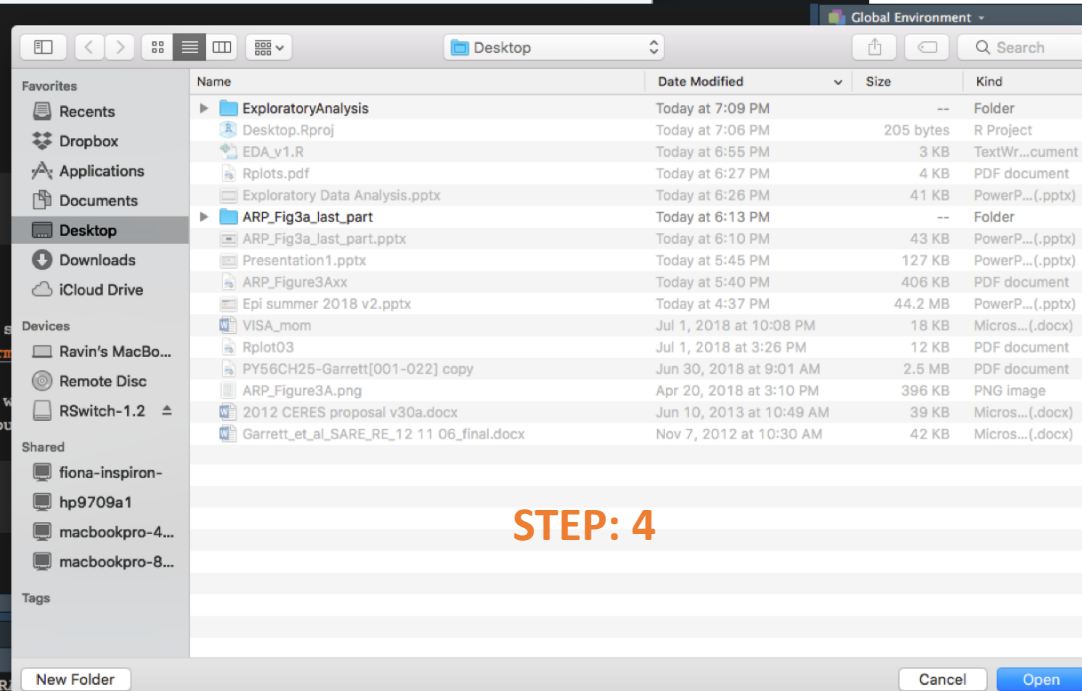 Global Environment
Desktop
Search
Favorites
Recents
Dropbox
Applications
Documents
Desktop
Downloads
iCloud Drive
Devices
Ravin's MacBo...
Remote Disc
RSwitch-1.2
Shared
fiona-inspiron-
hp9709a1
macbookpro-4...
macbookpro-8...
Tags
Name Date Modified Size Kind
ExploratoryAnalysis Today at 7:09 PM -- Folder
Desktop.Rproj Today at 7:06 PM 205 bytes R Project
EDA_v1.R Today at 6:55 PM 3 KB TextWr...cument
Rplots.pdf Today at 6:27 PM 4 KB PDF document
Exploratory Data Analysis.pptx Today at 6:26 PM 41 KB PowerP...(.pptx)
ARP_Fig3a_last_part Today at 6:13 PM -- Folder
ARP_Fig3a_last_part.pptx Today at 6:10 PM 43 KB PowerP...(.pptx)
Presentation1.pptx Today at 5:45 PM 127 KB PowerP...(.pptx)
ARP_Figure3Axx Today at 5:40 PM 406 KB PDF document
Epi summer 2018 v2.pptx Today at 4:37 PM 44.2 MB PowerP...(.pptx)
VISA_mom Jul 1, 2018 at 10:08 PM 18 KB Micros...(.docx)
Rplot03 Jul 1, 2018 at 3:26 PM 12 KB PDF document
PY56CH25-Garrett[001-022] copy Jun 30, 2018 at 9:01 AM 2.5 MB PDF document
ARP_Figure3A.png Apr 20, 2018 at 3:10 PM 396 KB PNG image
2012 CERES proposal v30a.docx Jun 10, 2013 at 10:49 AM 39 KB Micros...(.docx)
Garrett_et_al_SARE_RE_12 11 06_final.docx Nov 7, 2012 at 10:30 AM 42 KB Micros...(.docx)
STEP: 4
New Folder Cancel Open